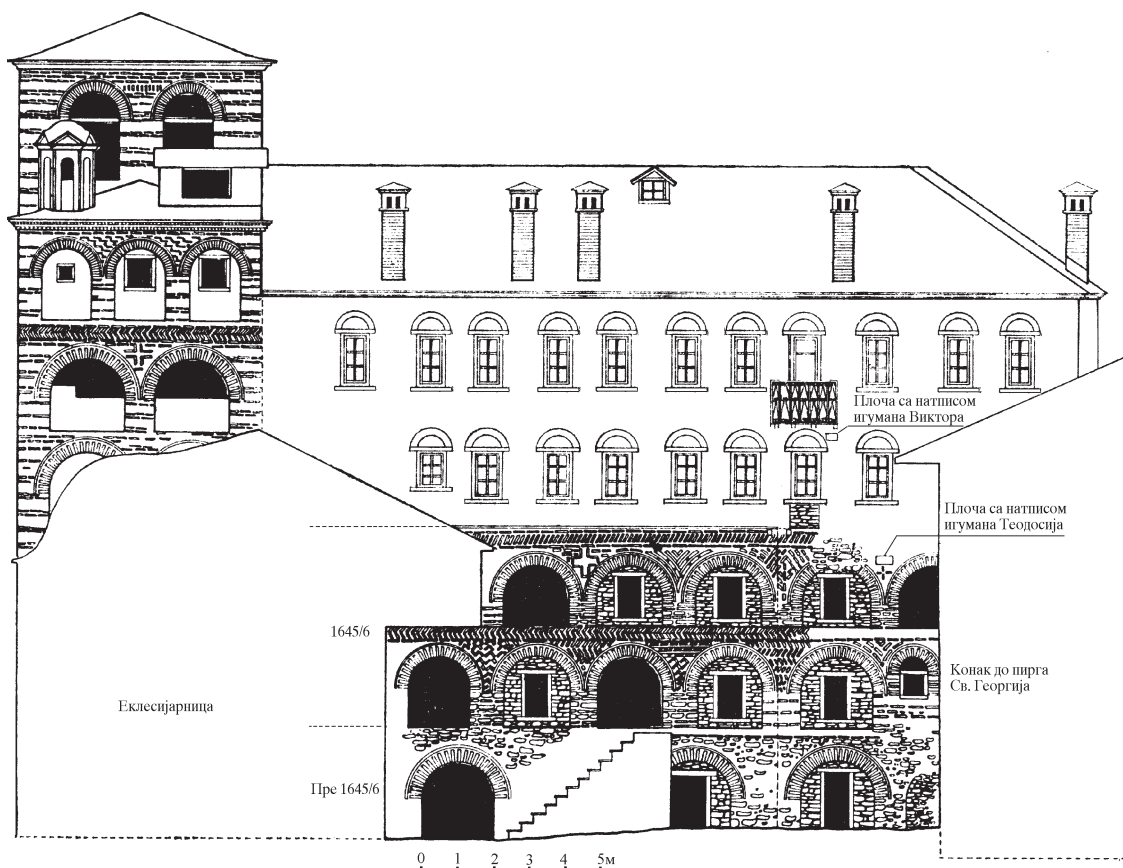 Плоча са натписом
игумана Виктора
Плоча са натписом
игумана Теодосија
1645/6
Конак до пирга
Св. Георгија
Еклесијарница
Пре 1645/6
0 1 2 3 4 5м